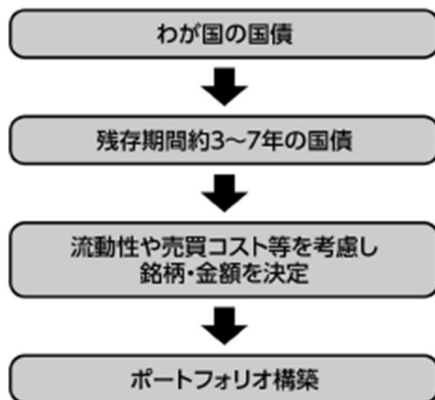 わが国の国債
残存期間約3～7年の国債
流動性や売買コスト等を考慮し
銘柄・金額を決定
ポートフォリオ構築